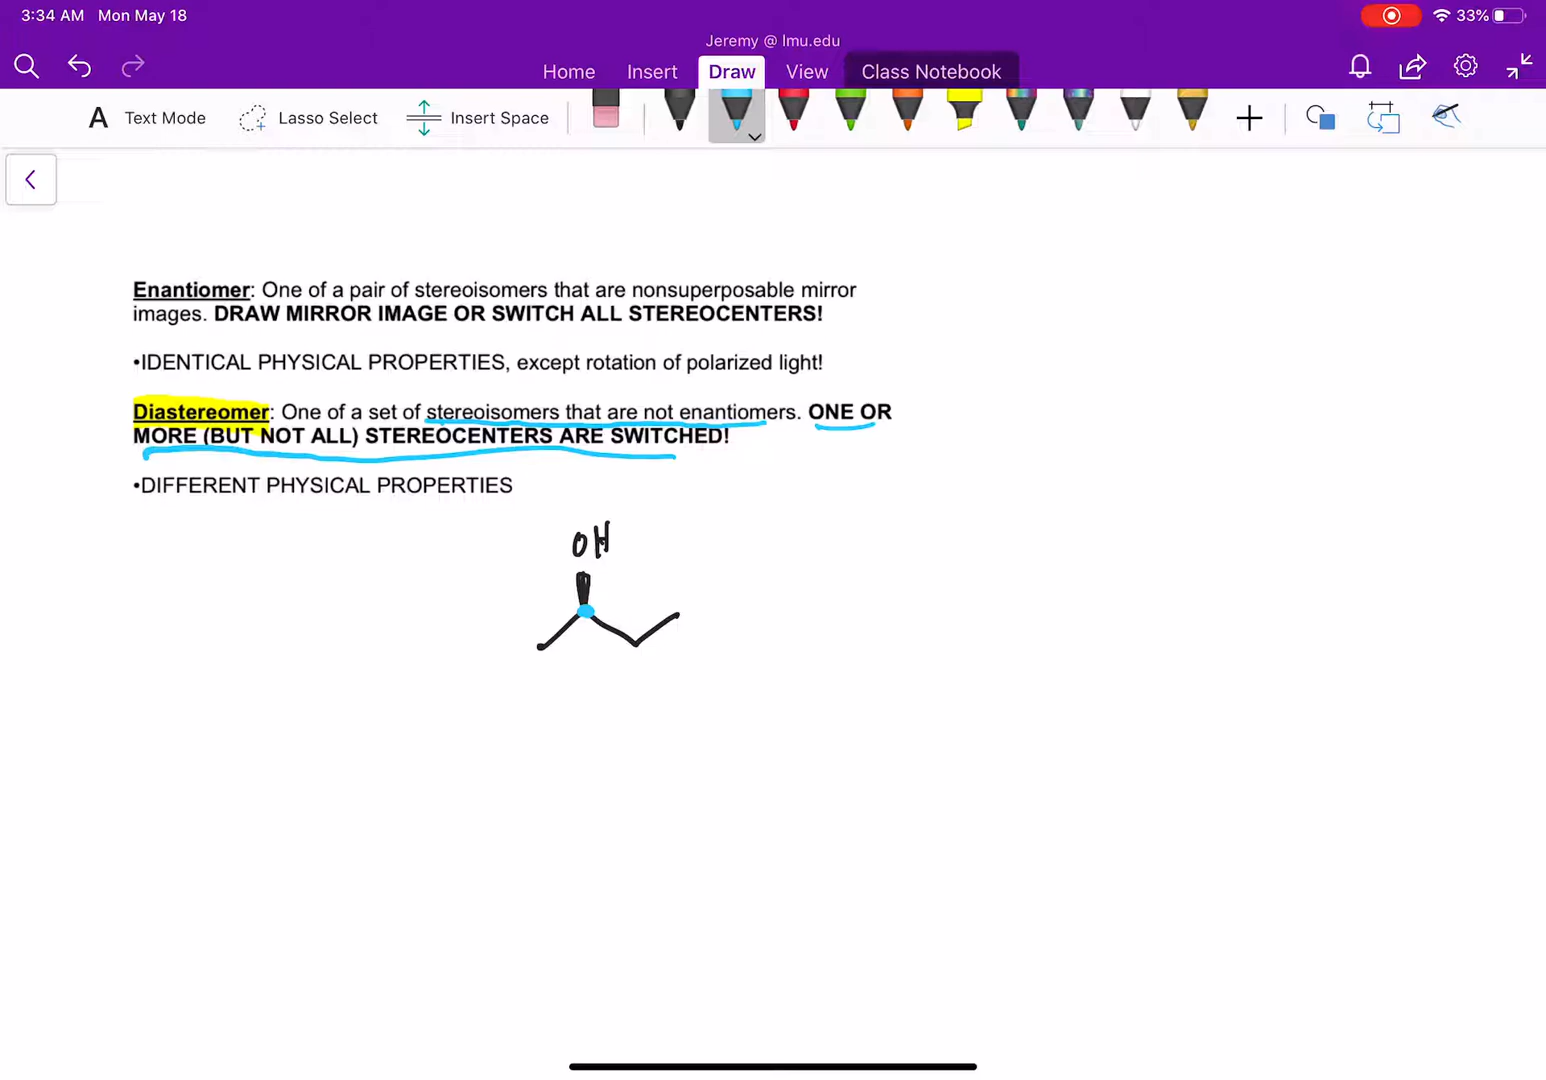 3:34 AM Mon May 18
33%
Jeremy @ lmu.edu
Home Insert Draw View Class Notebook
A Text Mode Lasso Select Insert Space
Enantiomer: One of a pair of stereoisomers that are nonsuperposable mirror
images. DRAW MIRROR IMAGE OR SWITCH ALL STEREOCENTERS!
•IDENTICAL PHYSICAL PROPERTIES, except rotation of polarized light!
Diastereomer: One of a set of stereoisomers that are not enantiomers. ONE OR
MORE (BUT NOT ALL) STEREOCENTERS ARE SWITCHED!
•DIFFERENT PHYSICAL PROPERTIES
OH